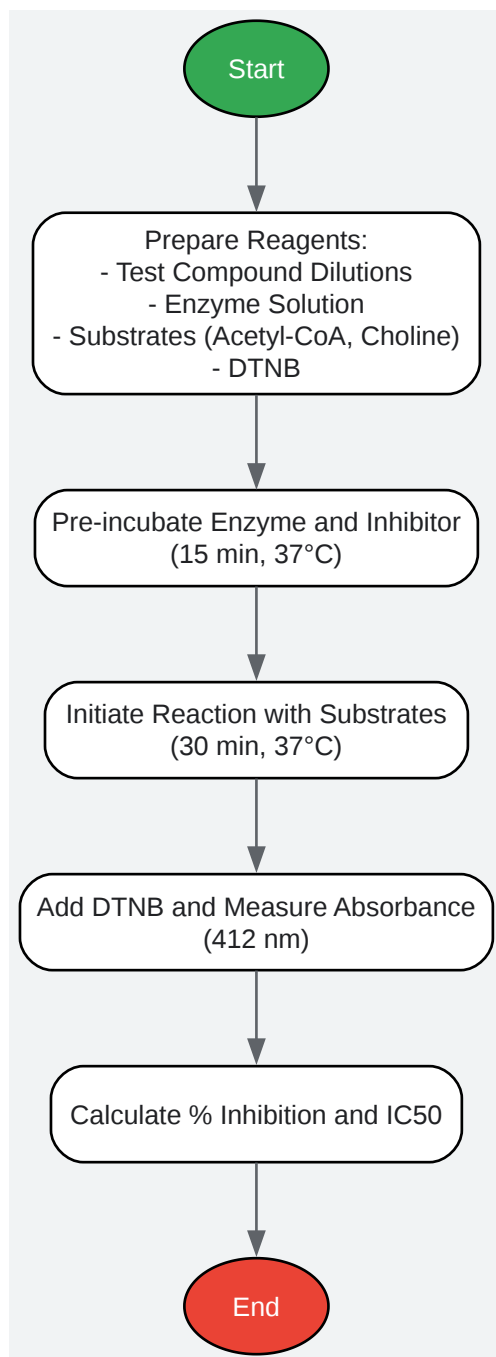 Start
Prepare Reagents:
- Test Compound Dilutions
- Enzyme Solution
- Substrates (Acetyl-CoA, Choline)
- DTNB
Pre-incubate Enzyme and Inhibitor
(15 min, 37°C)
Initiate Reaction with Substrates
(30 min, 37°C)
Add DTNB and Measure Absorbance
(412 nm)
Calculate % Inhibition and IC50
End